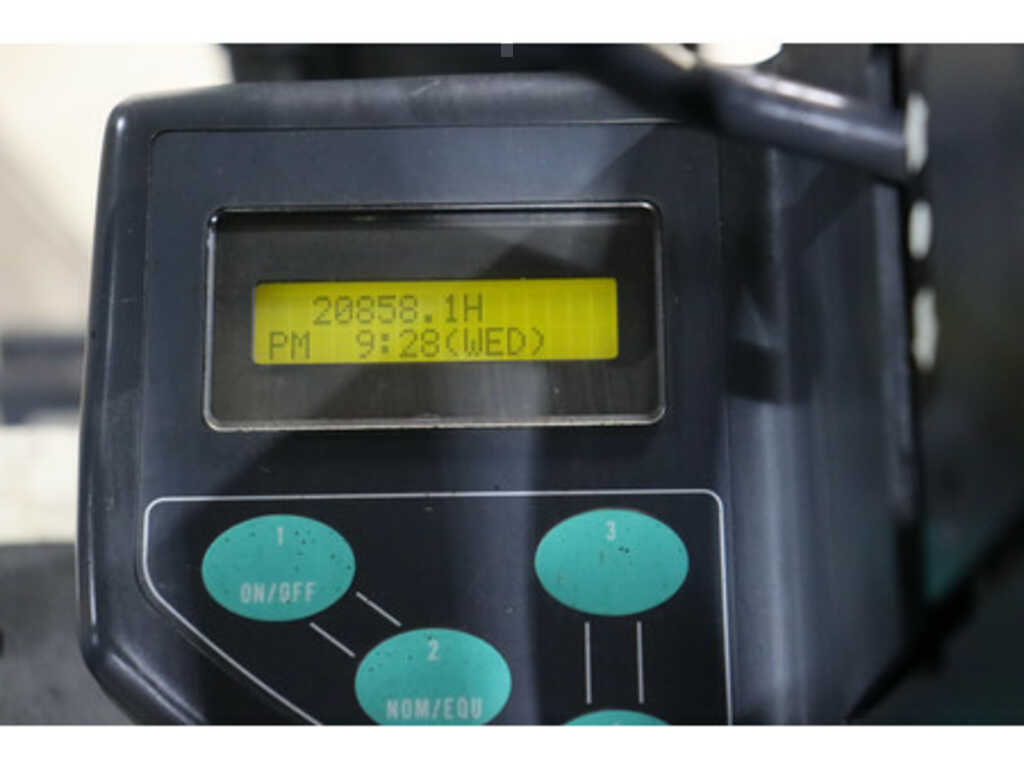 20858.1H
PM 9:28(WED)
1
ON/OFF
3
2
NOM/EQU